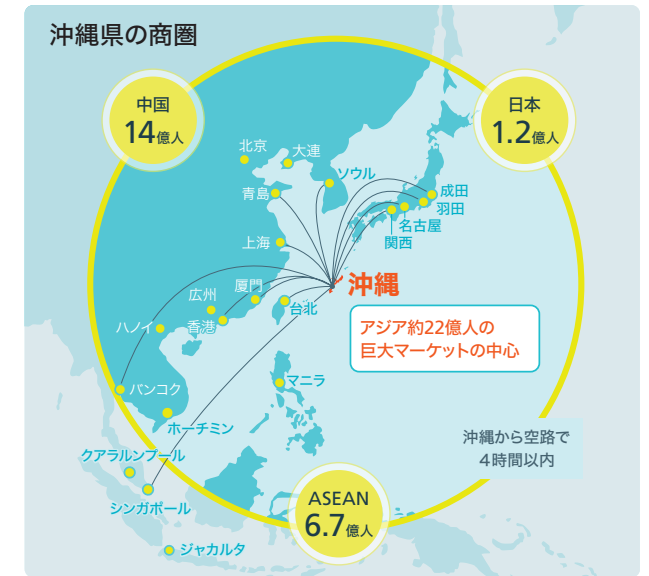 沖縄県の商圏
中国
14億人
日本
1.2億人
北京
大連
ソウル
青島
成田
羽田
名古屋
関西
上海
沖縄
厦門
広州
台北
香港
ハノイ
アジア約22億人の
巨大マーケットの中心
バンコク
マニラ
ホーチミン
沖縄から空路で
4時間以内
クアラルンプール
シンガポール
ASEAN
6.7億人
ジャカルタ